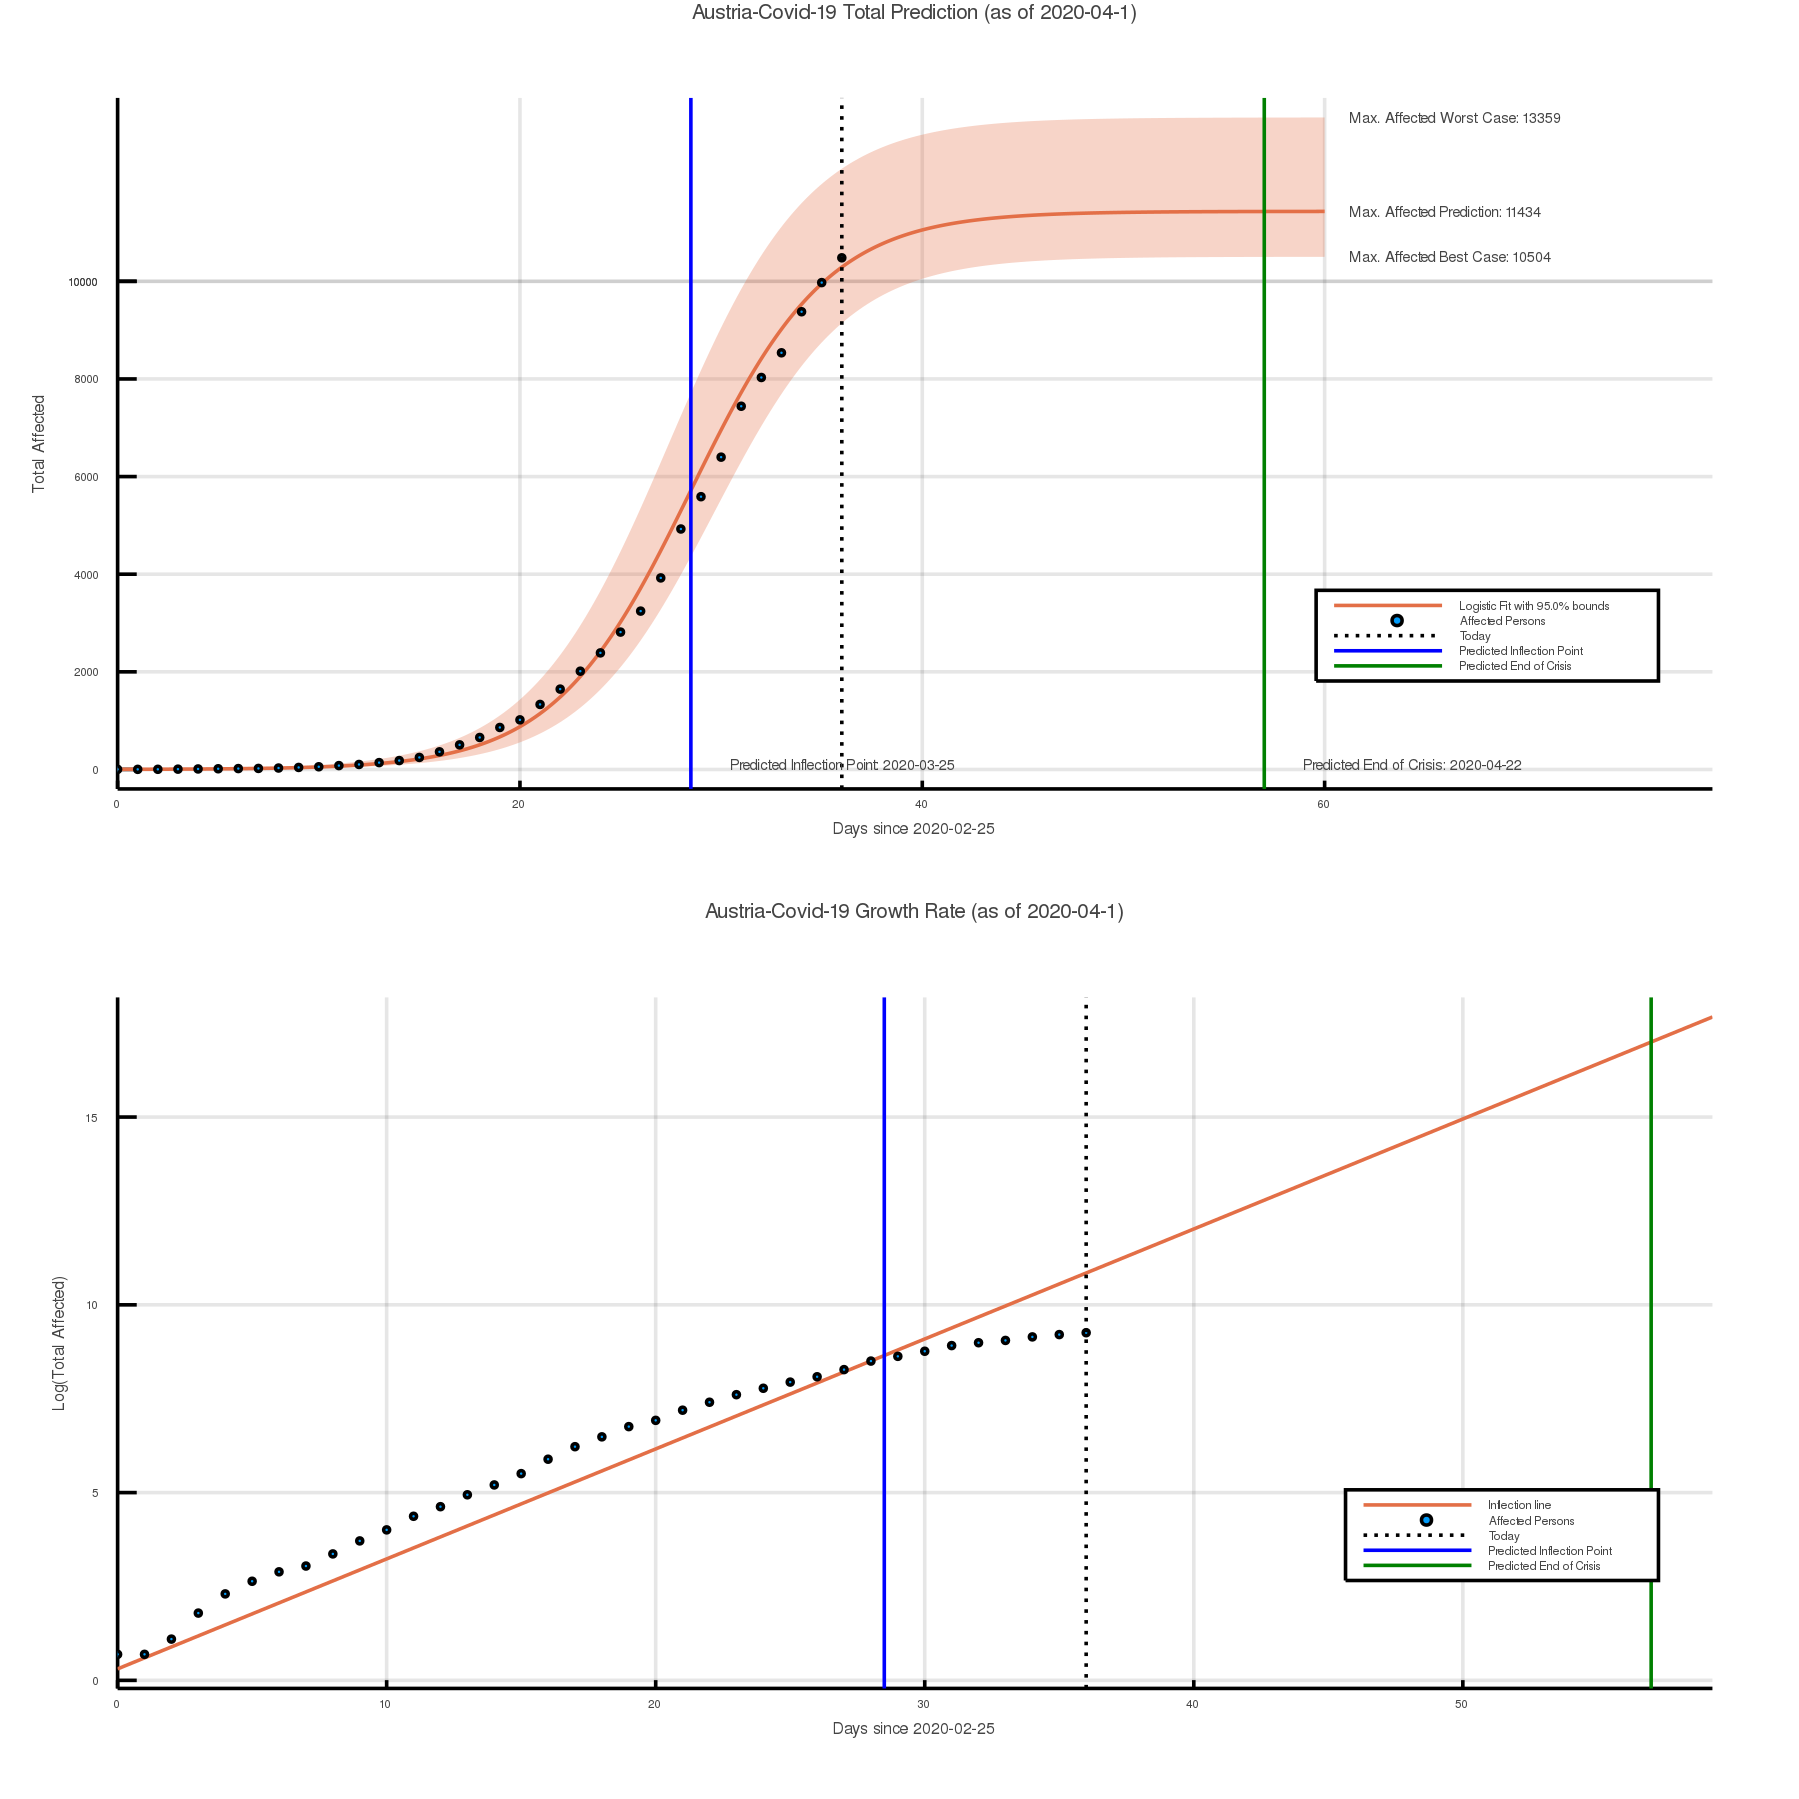 Austria-Covid-19 Total Prediction (as of 2020-04-1)
Max. Affected Worst Case: 13359
Max. Affected Prediction: 11434
Max. Affected Best Case: 10504
10000
8000
6000
4000
2000
0
Total Affected
Logistic Fit with 95.0% bounds
Affected Persons
Today
Predicted Inflection Point
Predicted End of Crisis
Predicted Inflection Point: 2020-03-25
Predicted End of Crisis: 2020-04-22
0 20 40 60
Days since 2020-02-25
Austria-Covid-19 Growth Rate (as of 2020-04-1)
15
10
5
0
Log(Total Affected)
Inflection line
Affected Persons
Today
Predicted Inflection Point
Predicted End of Crisis
0 10 20 30 40 50
Days since 2020-02-25